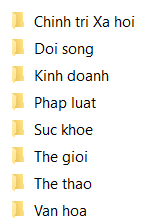 Chinh tri Xa hoi
Doi song
Kinh doanh
Phap luat
Suc khoe
The gioi
The thao
Van hoa